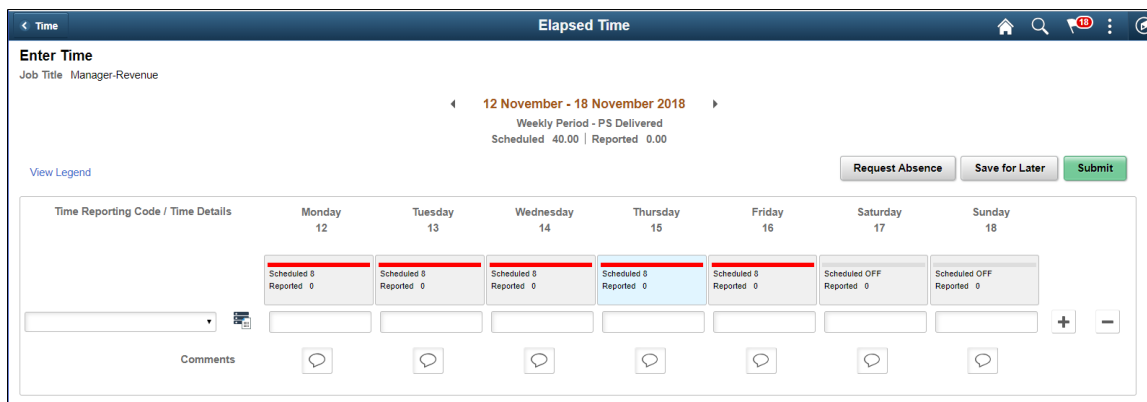 Time
Elapsed Time
18
Enter Time
Job Title Manager-Revenue
12 November - 18 November 2018
Weekly Period - PS Delivered
Scheduled 40.00 | Reported 0.00
View Legend
Request Absence
Save for Later
Submit
Time Reporting Code / Time Details
Monday
12
Tuesday
13
Wednesday
14
Thursday
15
Friday
16
Saturday
17
Sunday
18
Scheduled 8
Reported 0
Scheduled 8
Reported 0
Scheduled 8
Reported 0
Scheduled 8
Reported 0
Scheduled 8
Reported 0
Scheduled OFF
Reported 0
Scheduled OFF
Reported 0
Comments